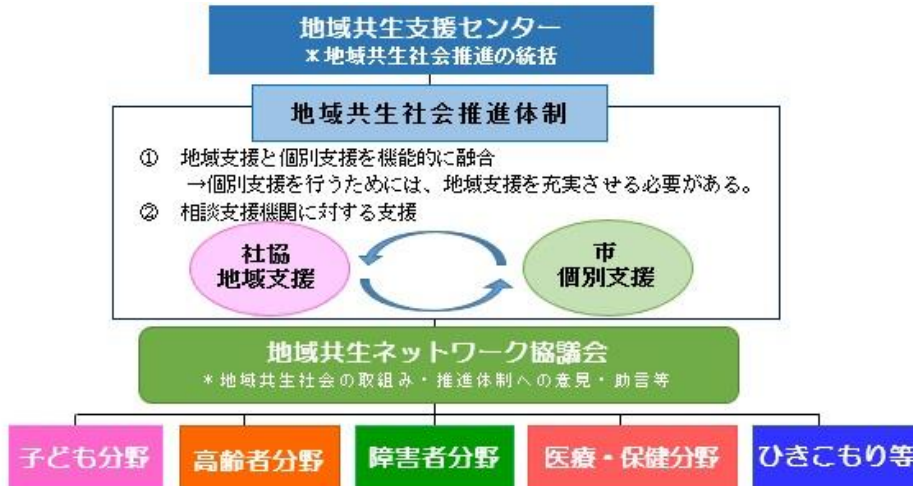 地域共生支援センター
＊地域共生社会推進の統括
地域共生社会推進体制
① 地域支援と個別支援を機能的に融合
→個別支援を行うためには、地域支援を充実させる必要がある。
② 相談支援機関に対する支援
社協
地域支援
市
個別支援
地域共生ネットワーク協議会
＊地域共生社会の取組み・推進体制への意見・助言等
子ども分野
高齢者分野
障害者分野
医療・保健分野
ひきこもり等